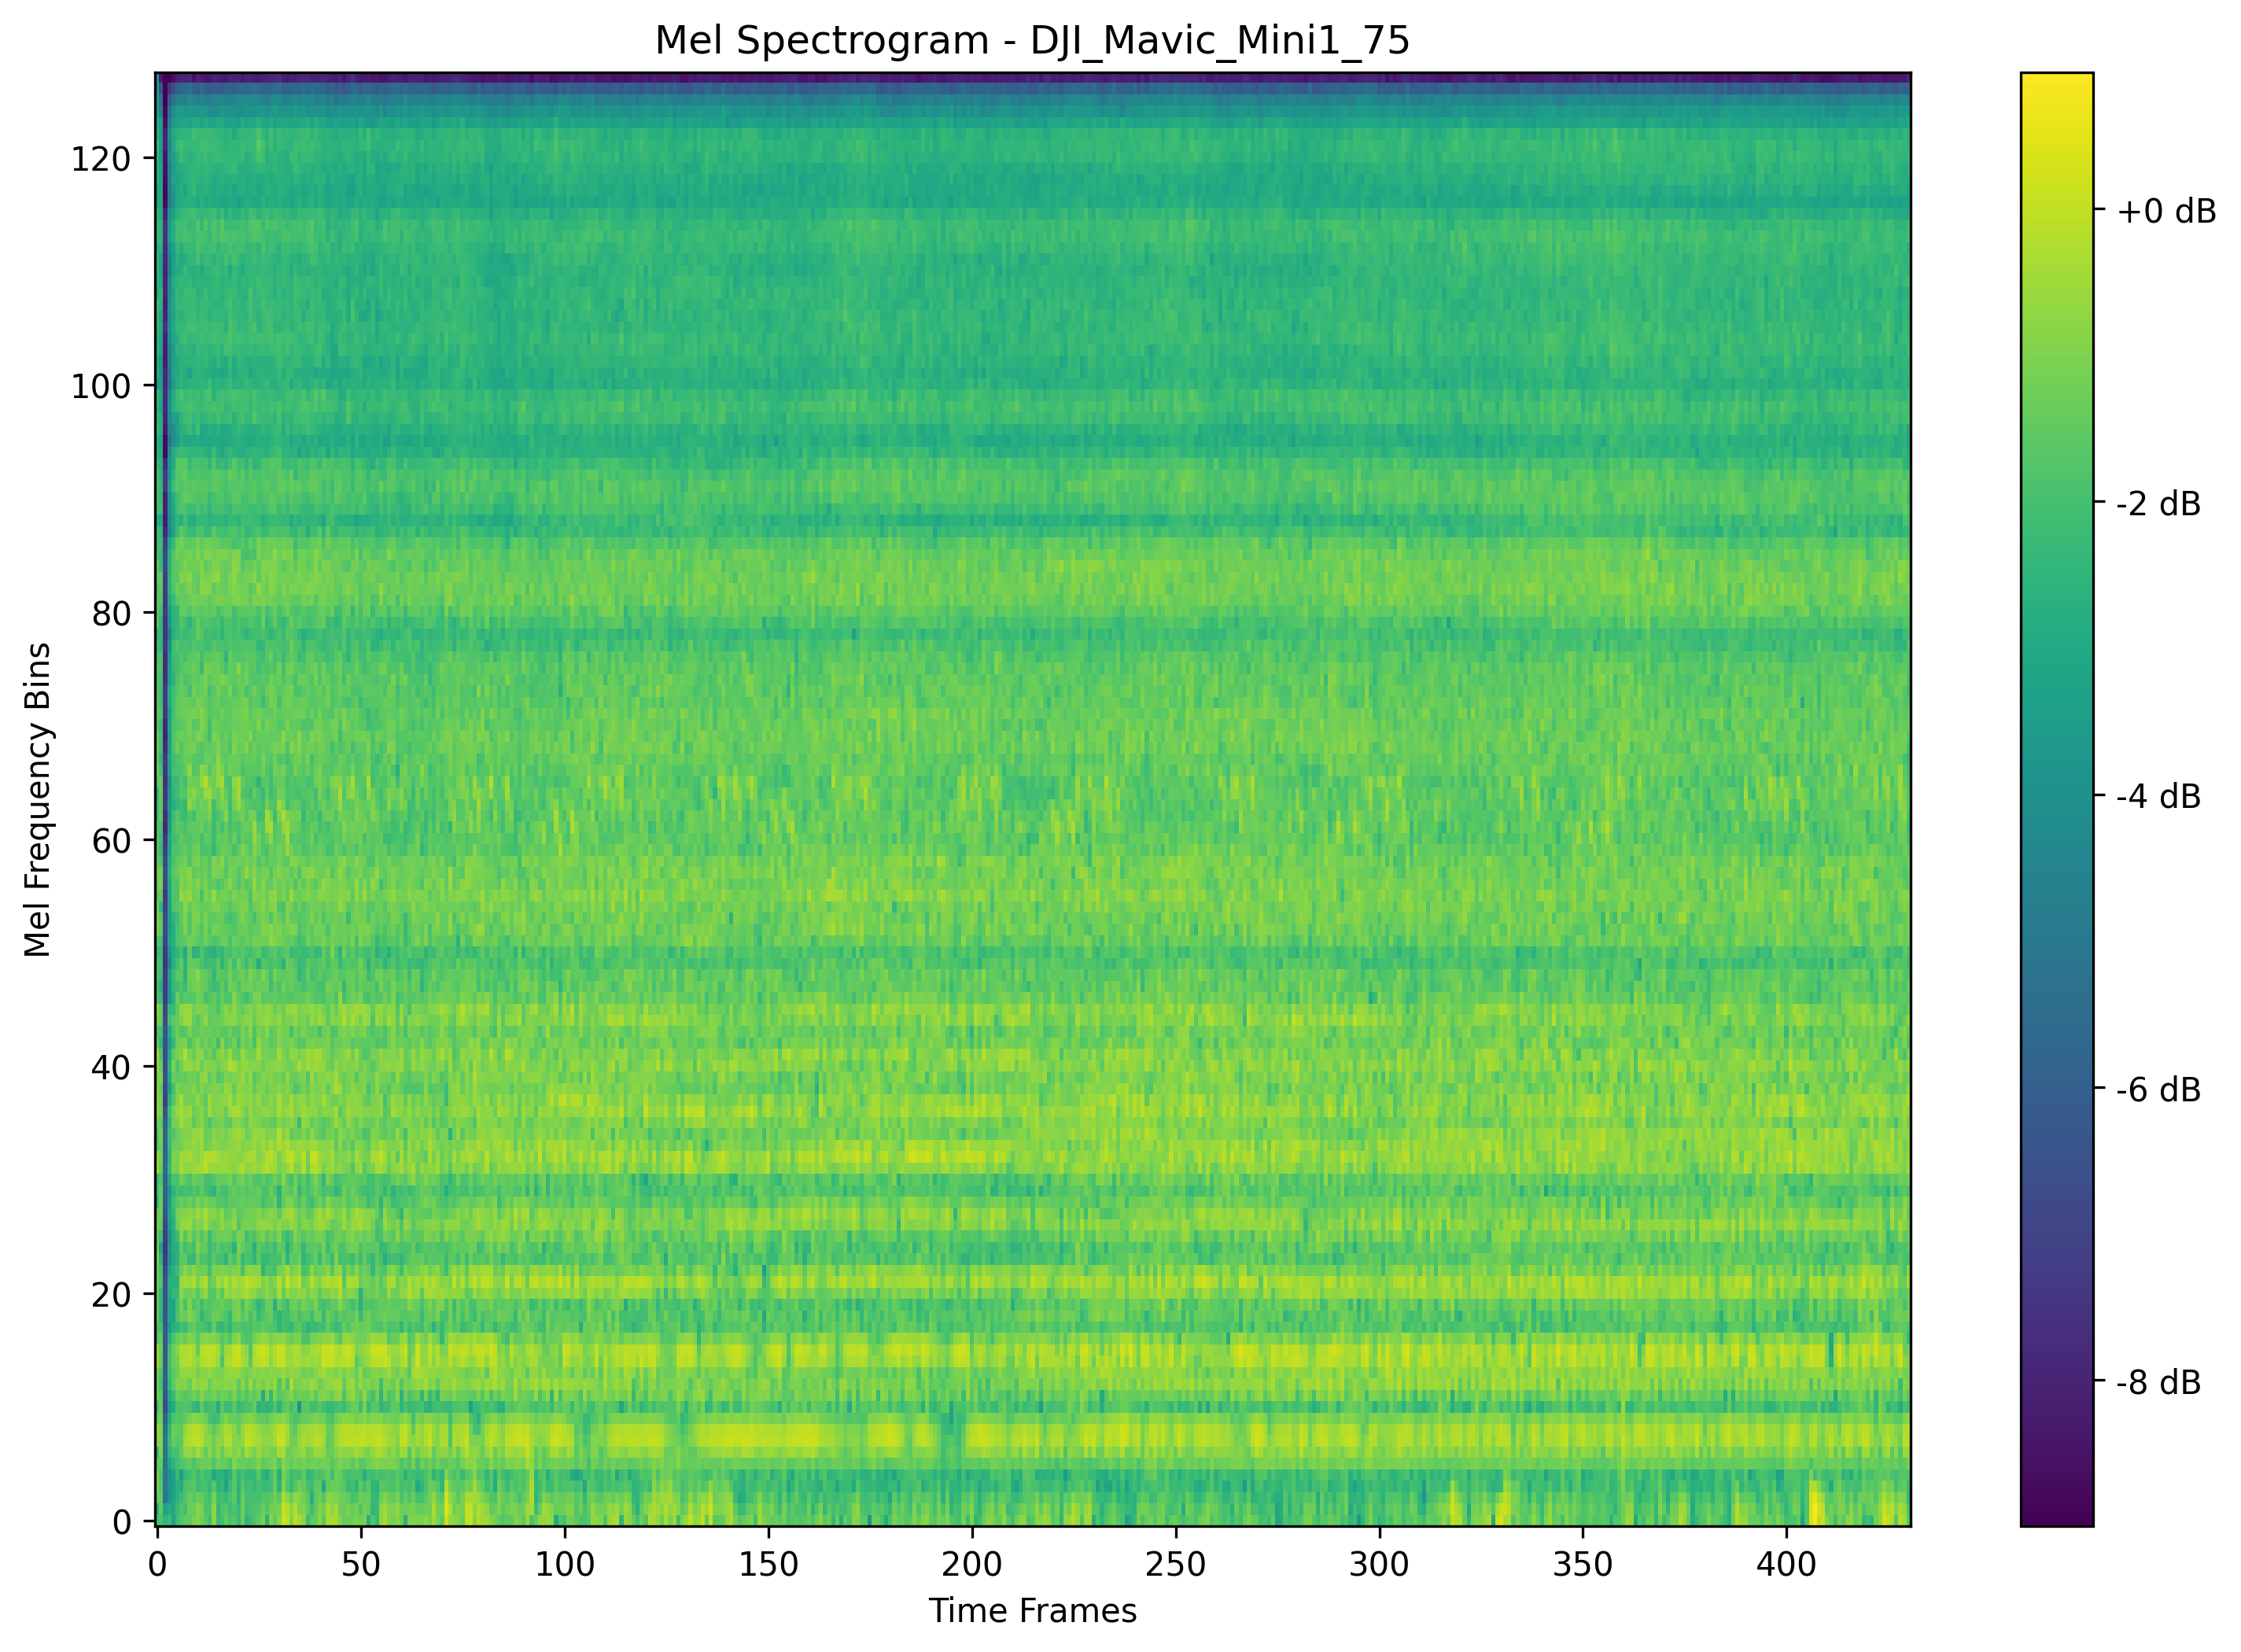 Mel Spectrogram - DJI_Mavic_Mini1_75
Mel Frequency Bins
120
100
80
60
40
20
0
0 50 100 150 200 250 300 350 400
Time Frames
+0 dB
-2 dB
-4 dB
-6 dB
-8 dB